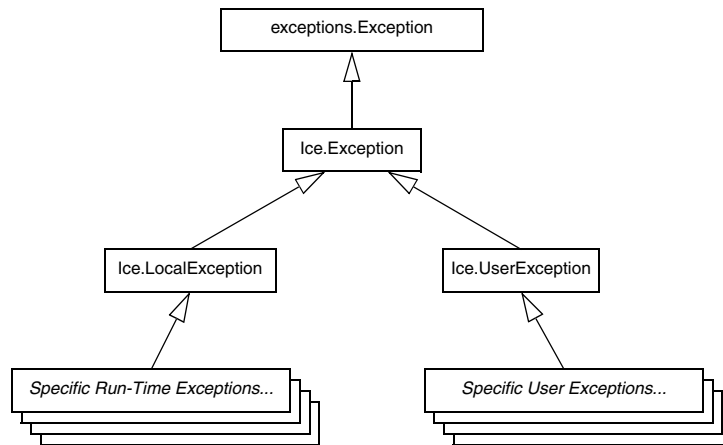 exceptions.Exception
Ice.Exception
Ice.LocalException
Ice.UserException
Specific Run-Time Exceptions...
Specific User Exceptions...